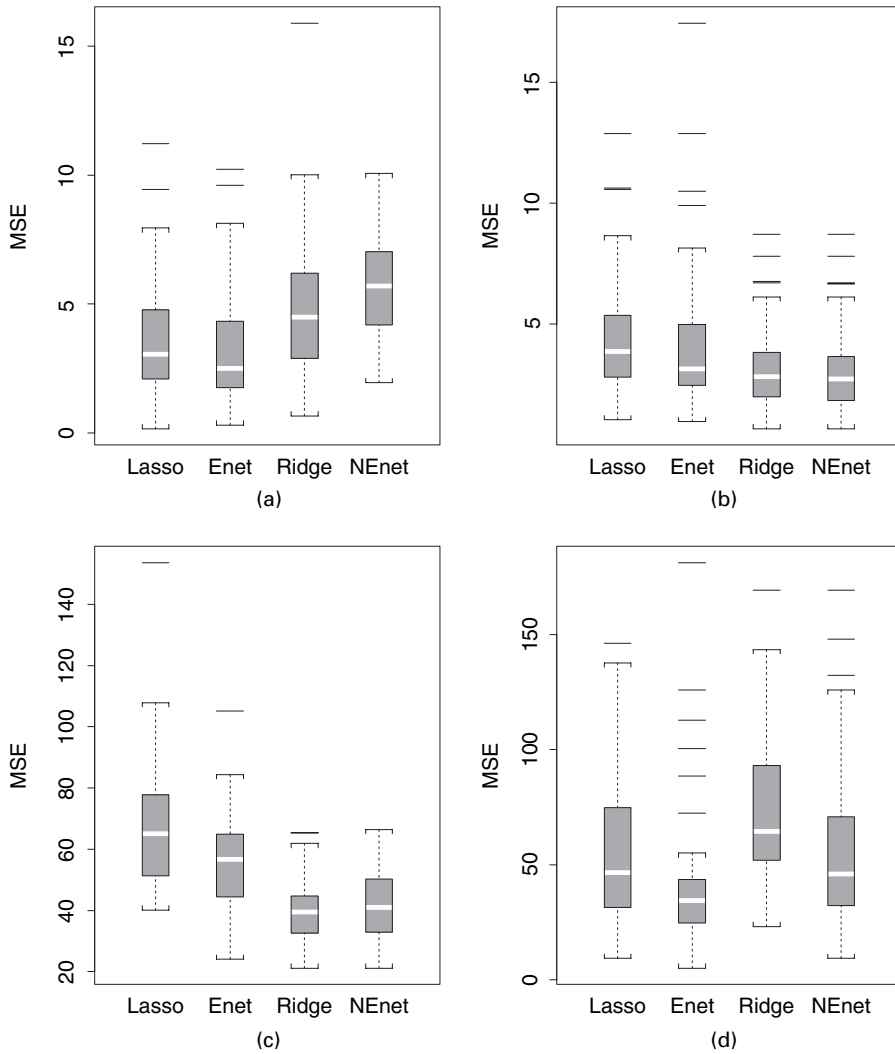 MSE
15
10
5
0
Lasso Enet Ridge NEnet
(a)
MSE
15
10
5
Lasso Enet Ridge NEnet
(b)
MSE
140
120
100
80
60
40
20
Lasso Enet Ridge NEnet
(c)
MSE
150
100
50
0
Lasso Enet Ridge NEnet
(d)